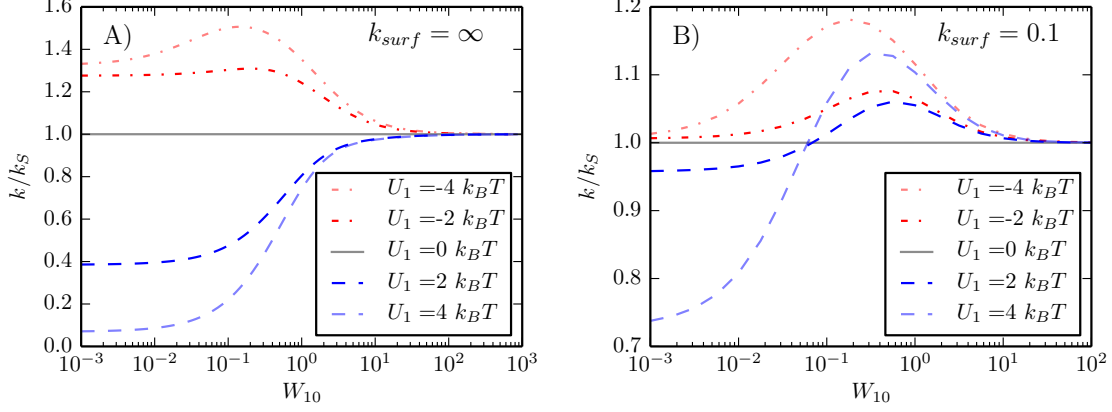 A)
k_surf = ∞
1.6
1.4
1.2
1.0
0.8
0.6
0.4
0.2
0.0
k/k_S
U_1 =-4 k_BT
U_1 =-2 k_BT
U_1 =0 k_BT
U_1 =2 k_BT
U_1 =4 k_BT
10^−3 10^−2 10^−1 10^0 10^1 10^2 10^3
W_10
B)
k_surf = 0.1
1.2
1.1
1.0
0.9
0.8
0.7
k/k_S
U_1 =-4 k_BT
U_1 =-2 k_BT
U_1 =0 k_BT
U_1 =2 k_BT
U_1 =4 k_BT
10^−3 10^−2 10^−1 10^0 10^1 10^2
W_10